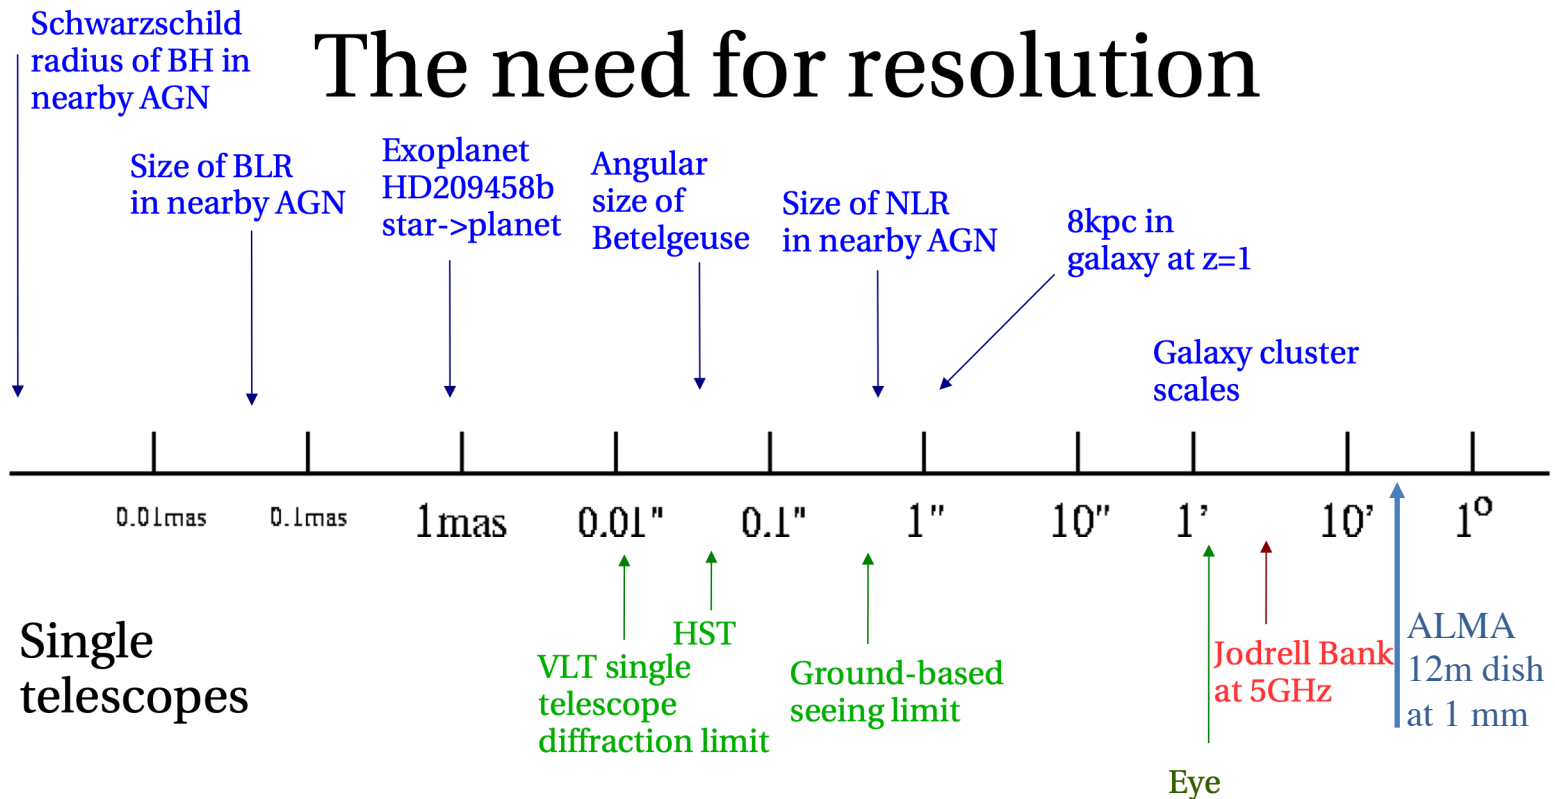 Schwarzschild
radius of BH in
nearby AGN
The need for resolution
Size of BLR
in nearby AGN
Exoplanet
HD209458b
star->planet
Angular
size of
Betelgeuse
Size of NLR
in nearby AGN
8kpc in
galaxy at z=1
Galaxy cluster
scales
0.01mas 0.1mas 1mas 0.01" 0.1" 1" 10" 1' 10' 1º
Single
telescopes
VLT single
telescope
diffraction limit
HST
Ground-based
seeing limit
Eye
Jodrell Bank
at 5GHz
ALMA
12m dish
at 1 mm